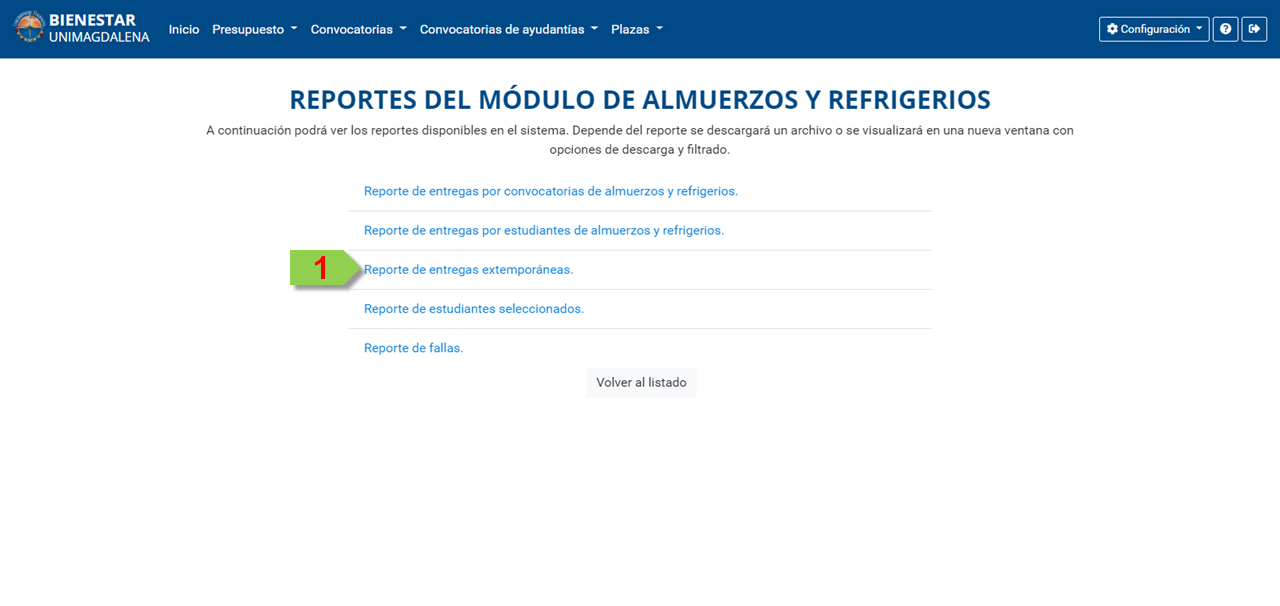 BIENESTAR
UNIMAGDALENA
Inicio Presupuesto Convocatorias Convocatorias de ayudantías Plazas Configuración
REPORTES DEL MÓDULO DE ALMUERZOS Y REFRIGERIOS
A continuación podrá ver los reportes disponibles en el sistema. Depende del reporte se descargará un archivo o se visualizará en una nueva ventana con
opciones de descarga y filtrado.
Reporte de entregas por convocatorias de almuerzos y refrigerios.
Reporte de entregas por estudiantes de almuerzos y refrigerios.
1 Reporte de entregas extemporáneas.
Reporte de estudiantes seleccionados.
Reporte de fallas.
Volver al listado